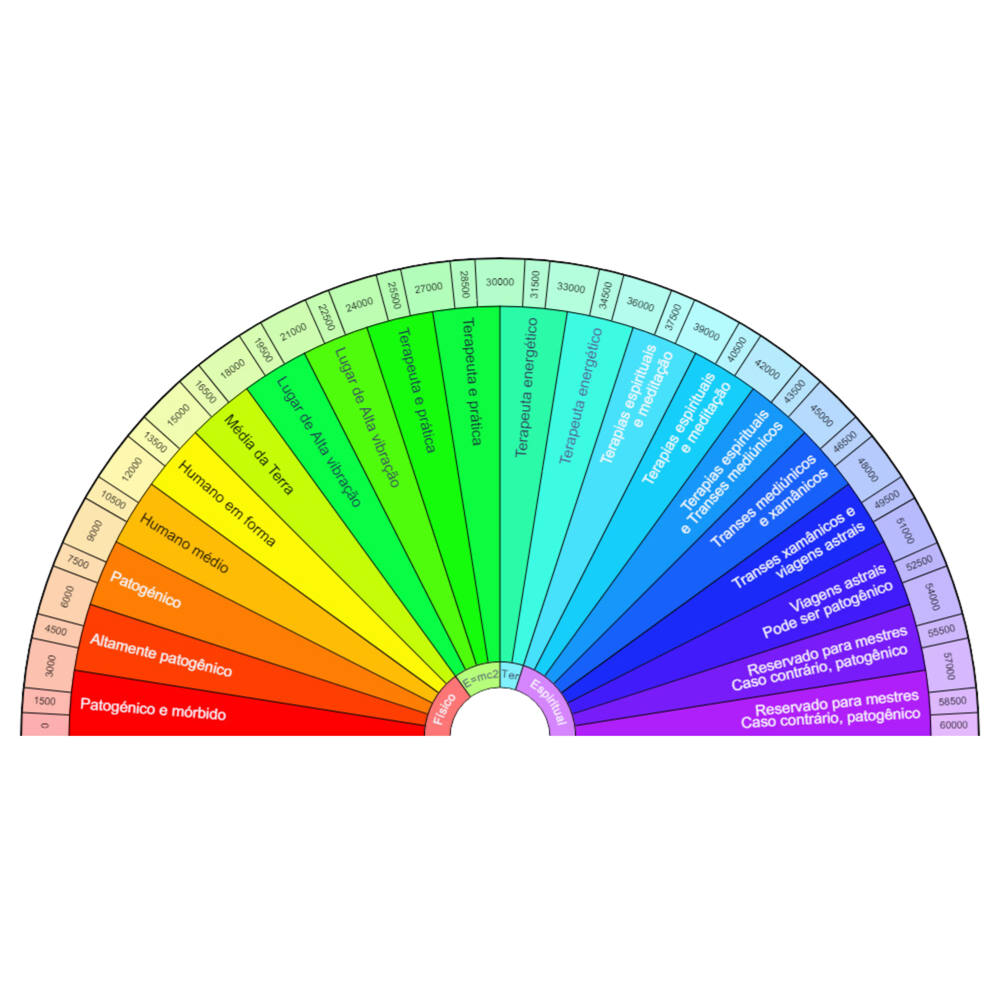 0
1500
3000
4500
6000
7500
9000
10500
12000
13500
15000
16500
18000
19500
21000
22500
24000
25500
27000
28500
30000
31500
33000
34500
36000
37500
39000
40500
42000
43500
45000
46500
48000
49500
51000
52500
54000
55500
57000
58500
60000
Patogénico e mórbido
Altamente patogênico
Patogénico
Humano médio
Humano em forma
Média da Terra
Lugar de Alta vibração
Lugar de Alta vibração
Terapeuta e prática
Terapeuta e prática
Terapeuta energético
Terapeuta energético
Terapias espirituais
e meditação
Terapias espirituais
e meditação
Terapias espirituais
e Transes mediúnicos
Transes mediúnicos
e xamânicos
Transes xamânicos e
viagens astrais
Viagens astrais
Pode ser patogênico
Reservado para mestres
Caso contrário, patogênico
Reservado para mestres
Caso contrário, patogênico
Físico
E=mc2
Ter
Espiritual